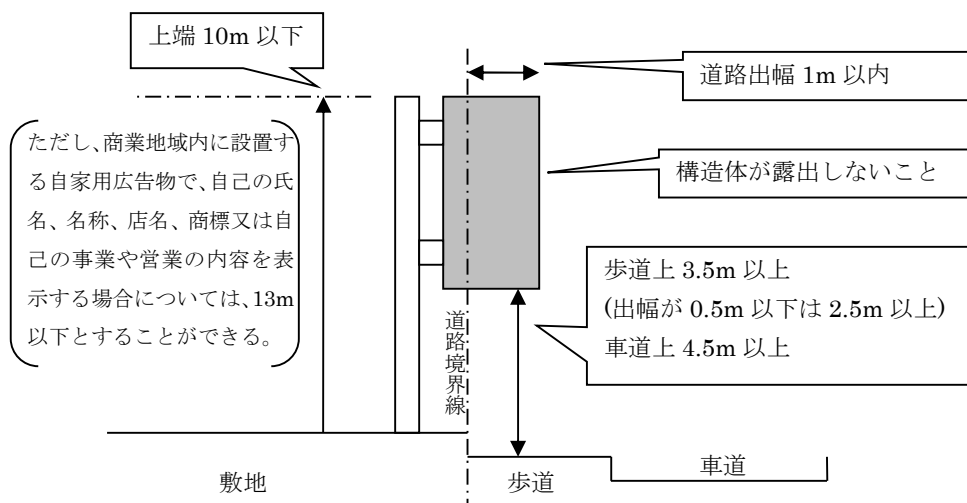 上端 10m 以下
道路出幅 1m 以内
ただし、商業地域内に設置す
る自家用広告物で、自己の氏
名、名称、店名、商標又は自
己の事業や営業の内容を表
示する場合については、13m
以下とすることができる。
構造体が露出しないこと
歩道上 3.5m 以上
(出幅が 0.5m 以下は 2.5m 以上)
車道上 4.5m 以上
道路境界線
敷地
歩道
車道